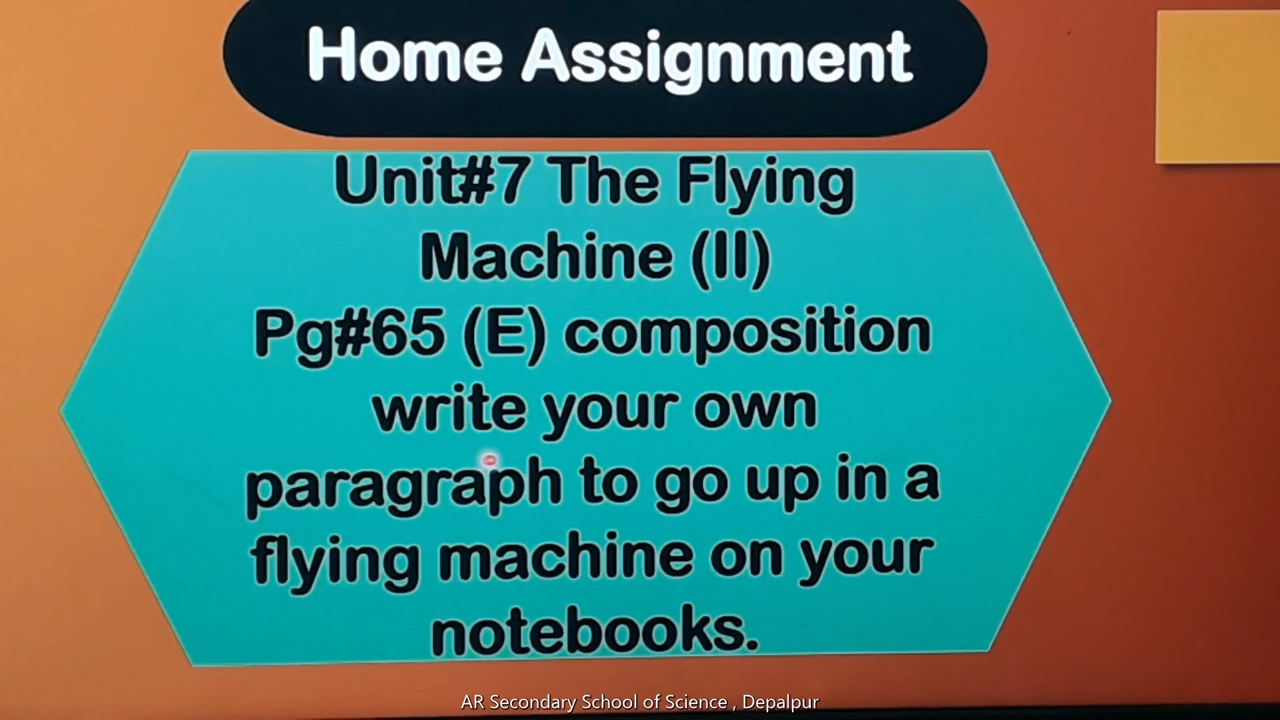 Home Assignment
Unit#7 The Flying
Machine (II)
Pg#65 (E) composition
write your own
paragraph to go up in a
flying machine on your
notebooks.
AR Secondary School of Science , Depalpur